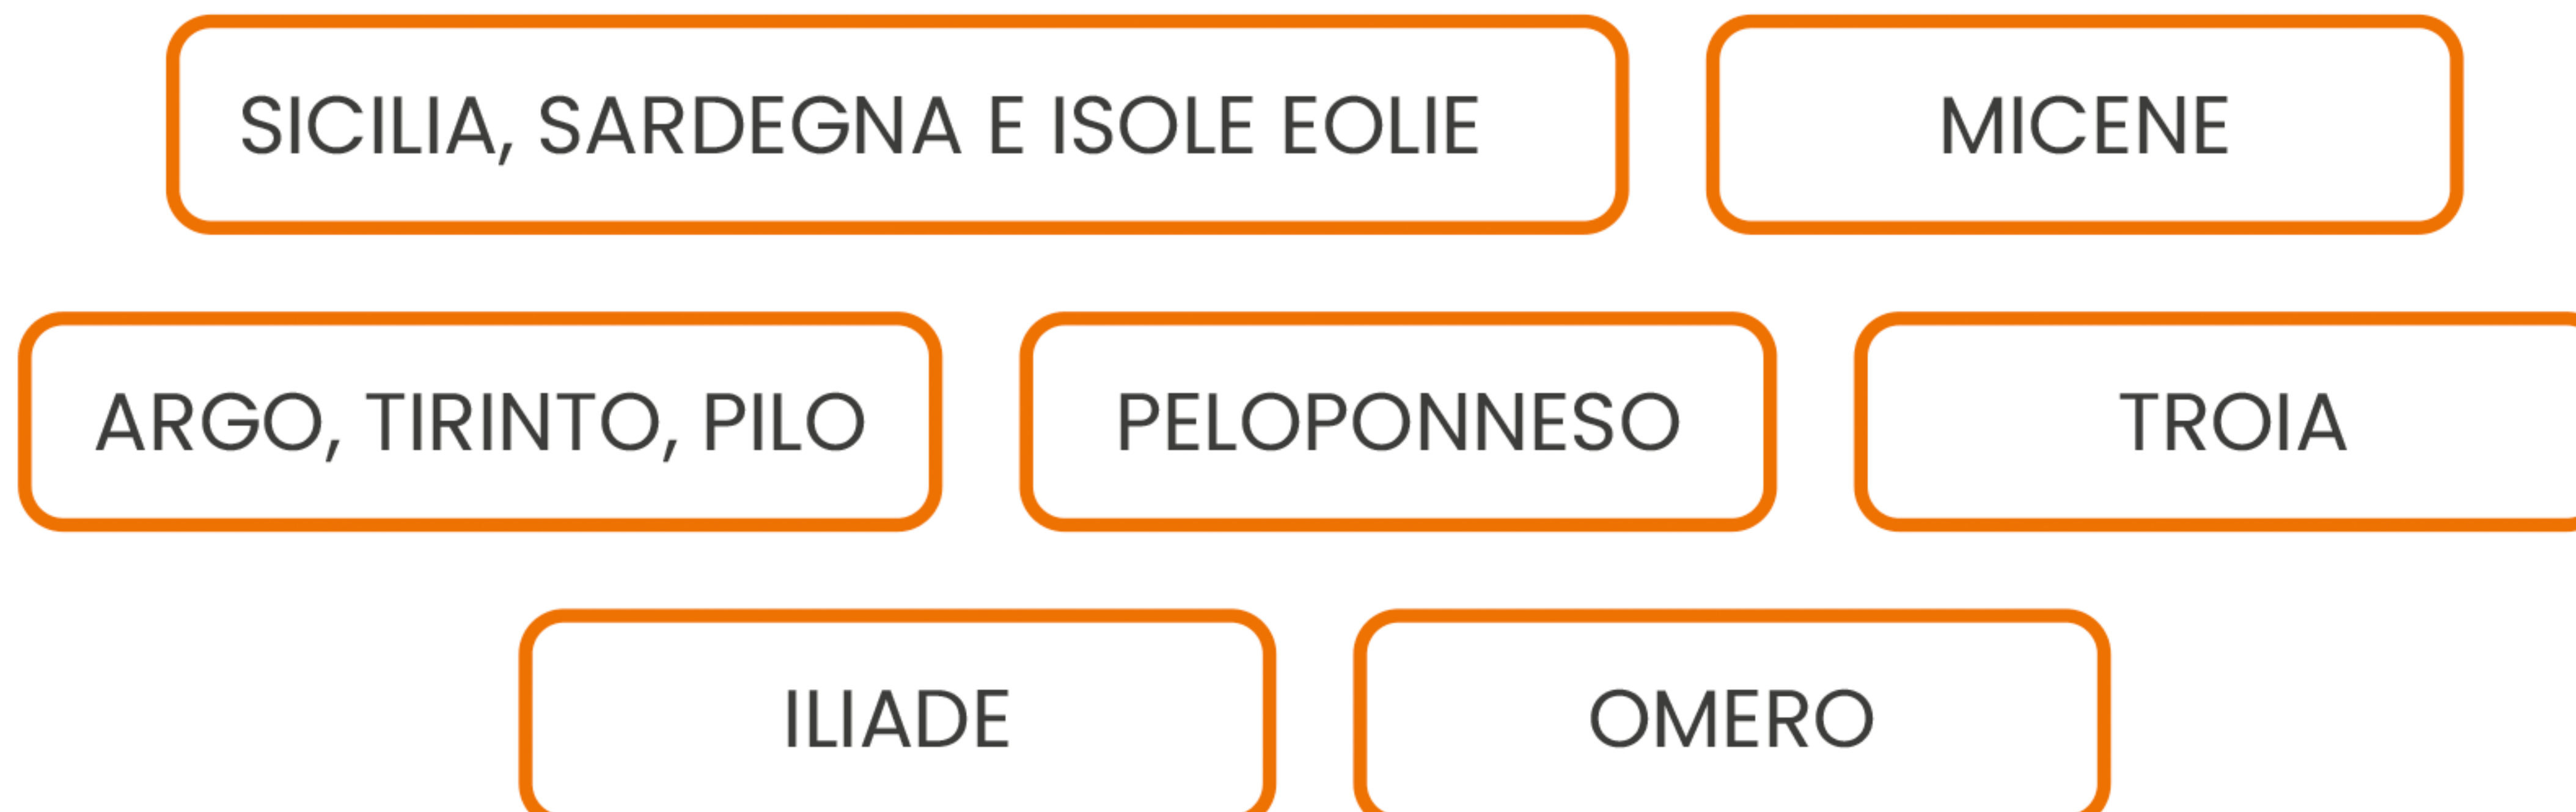 SICILIA, SARDEGNA E ISOLE EOLIE
MICENE
ARGO, TIRINTO, PILO
PELOPONNESO
TROIA
ILIADE
OMERO